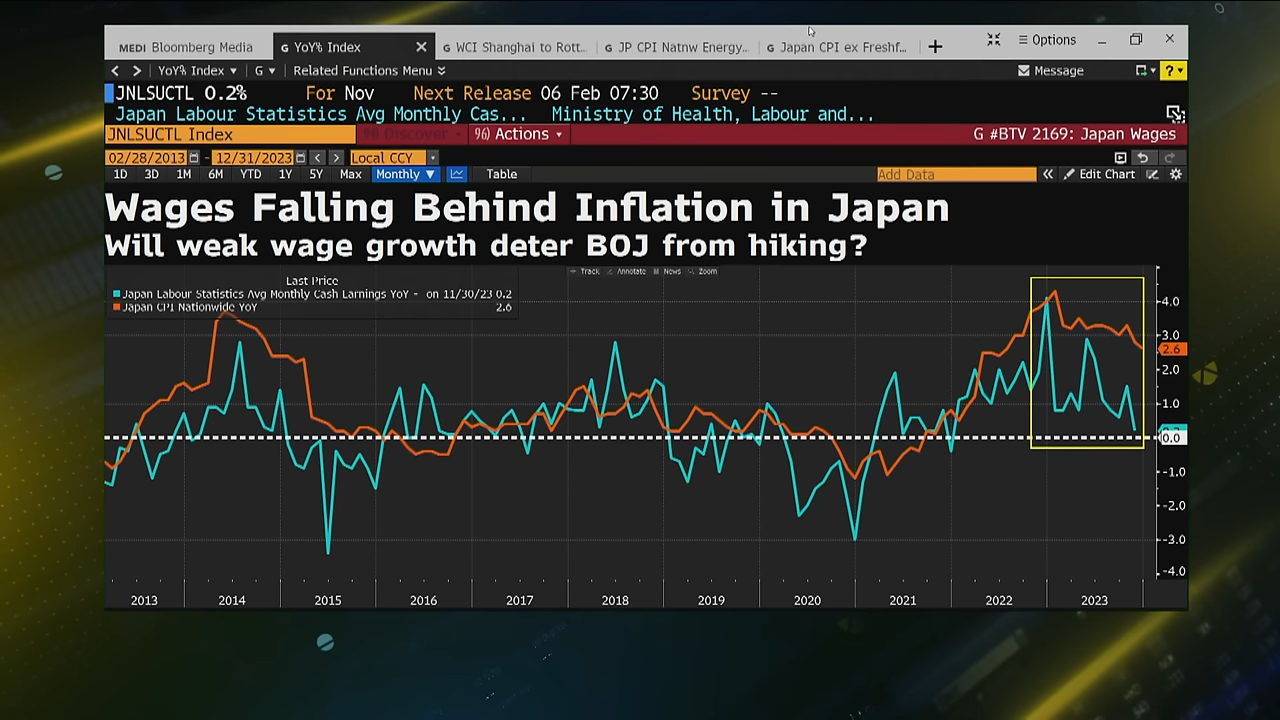 MEDI Bloomberg Media
G YoY% Index
G WCI Shanghai to Rott...
G JP CPI Natnw Energy...
G Japan CPI ex Freshf...
Options
YoY% Index
G
Related Functions Menu
Message
?
JNLSUCTL 0.2% For Nov Next Release 06 Feb 07:30 Survey --
Japan Labour Statistics Avg Monthly Cas... Ministry of Health, Labour and...
JNLSUCTL Index
96) Actions
G #BTV 2169: Japan Wages
02/28/2013 - 12/31/2023
Local CCY
1D 3D 1M 6M YTD 1Y 5Y Max Monthly ▼ Table
Add Data
« Edit Chart
Wages Falling Behind Inflation in Japan
Will weak wage growth deter BOJ from hiking?
Track Annotate News Zoom
Last Price
Japan Labour Statistics Avg Monthly Cash Earnings YoY - on 11/30/23 0.2
Japan CPI Nationwide YoY 2.6
4.0
3.0
2.6
2.0
1.0
0.0
-1.0
-2.0
-3.0
-4.0
2013 2014 2015 2016 2017 2018 2019 2020 2021 2022 2023